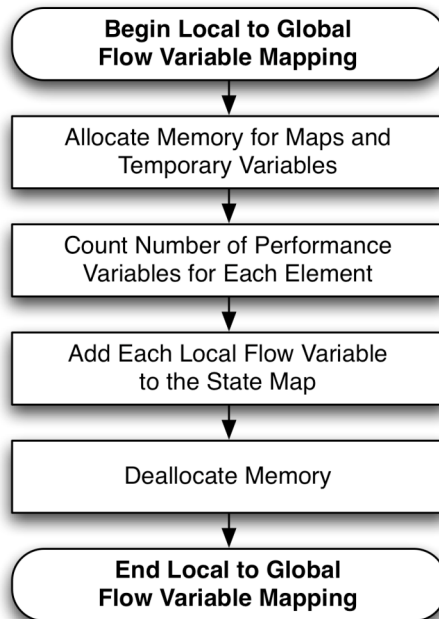 Begin Local to Global
Flow Variable Mapping
Allocate Memory for Maps and
Temporary Variables
Count Number of Performance
Variables for Each Element
Add Each Local Flow Variable
to the State Map
Deallocate Memory
End Local to Global
Flow Variable Mapping